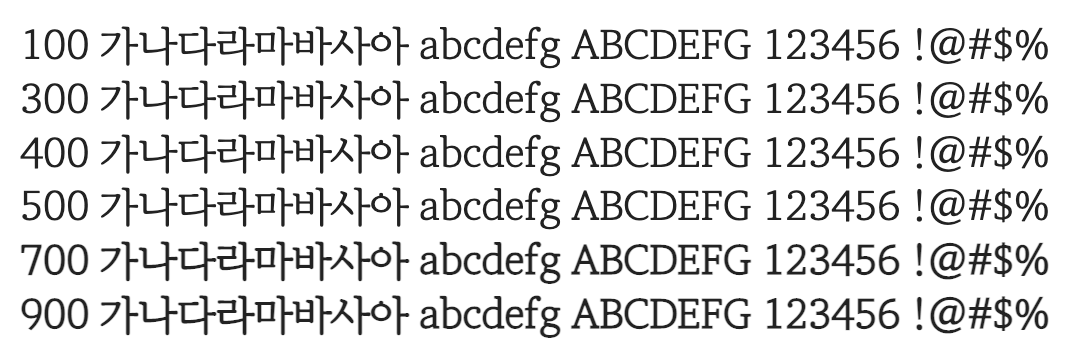 100 가나다라마바사아 abcdefg ABCDEFG 123456 !@#$%
300 가나다라마바사아 abcdefg ABCDEFG 123456 !@#$%
400 가나다라마바사아 abcdefg ABCDEFG 123456 !@#$%
500 가나다라마바사아 abcdefg ABCDEFG 123456 !@#$%
700 가나다라마바사아 abcdefg ABCDEFG 123456 !@#$%
900 가나다라마바사아 abcdefg ABCDEFG 123456 !@#$%